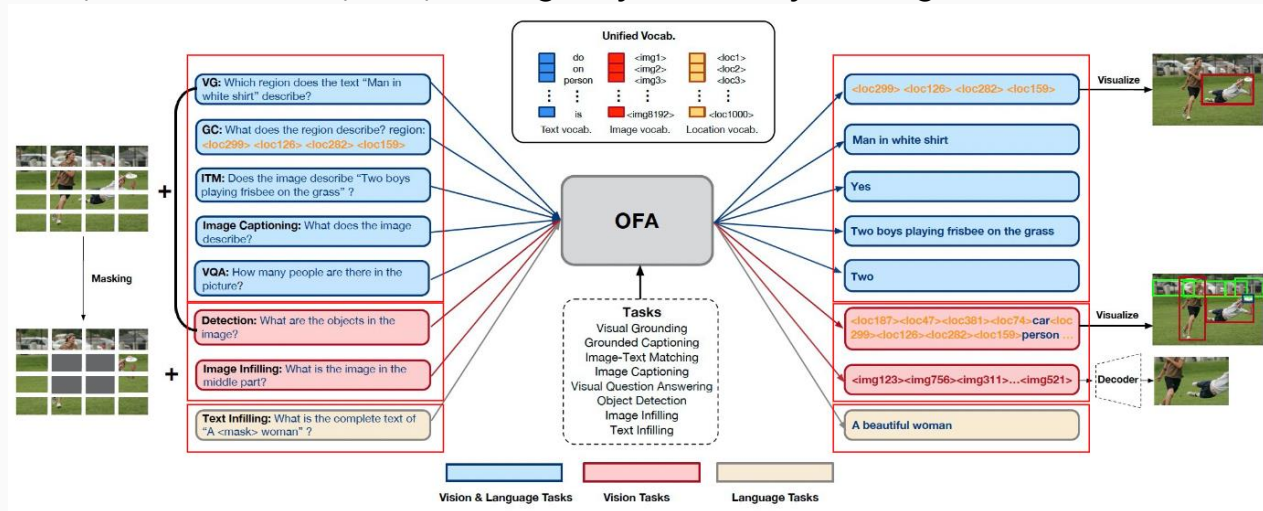 Unified Vocab.
do <img1> <loc1>
on <img2> <loc2>
person <img3> <loc3>
is <img8192> <loc1000>
Text vocab. Image vocab. Location vocab.
Masking
+
+
VG: Which region does the text “Man in
white shirt” describe?
GC: What does the region describe? region:
<loc299> <loc126> <loc282> <loc159>
ITM: Does the image describe “Two boys
playing frisbee on the grass” ?
Image Captioning: What does the image
describe?
VQA: How many people are there in the
picture?
Detection: What are the objects in the
image?
Image Infilling: What is the image in the
middle part?
Text Infilling: What is the complete text of
“A <mask> woman” ?
OFA
Tasks
Visual Grounding
Grounded Captioning
Image-Text Matching
Image Captioning
Visual Question Answering
Object Detection
Image Infilling
Text Infilling
<loc299> <loc126> <loc282> <loc159>
Visualize
Man in white shirt
Yes
Two boys playing frisbee on the grass
Two
<loc187><loc47><loc381><loc74>car<loc
299><loc126><loc282><loc159>person ...
Visualize
<img123><img756><img311>...<img521>
Decoder
A beautiful woman
Vision & Language Tasks
Vision Tasks
Language Tasks